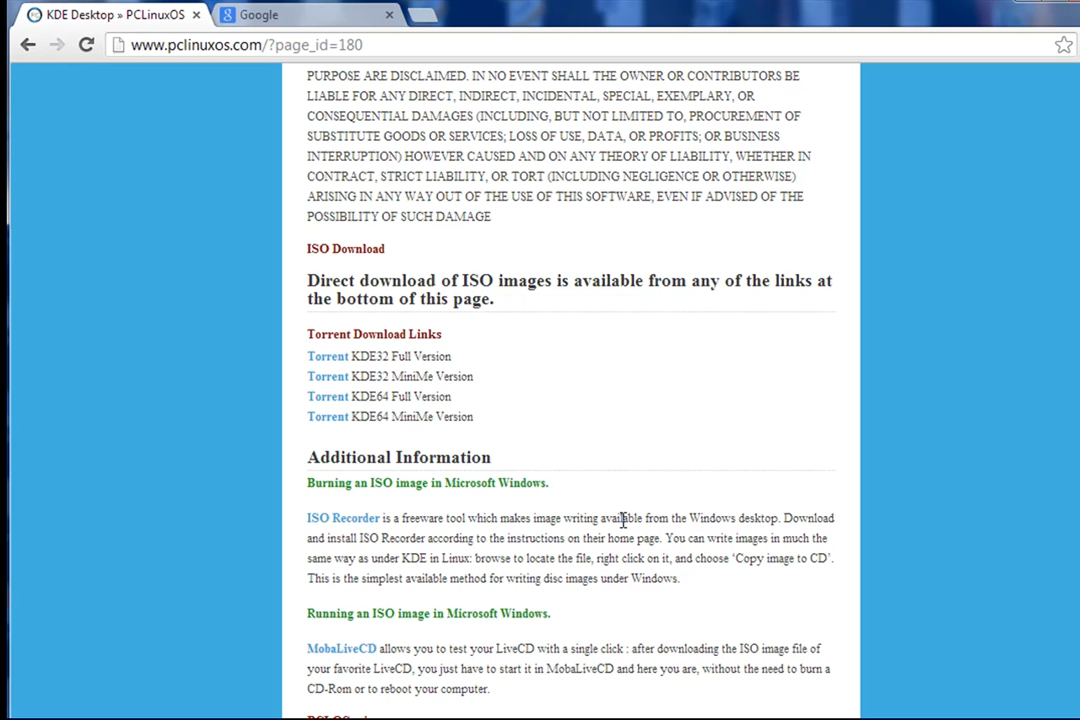 KDE Desktop » PCLinuxOS
Google
www.pclinuxos.com/?page_id=180
PURPOSE ARE DISCLAIMED. IN NO EVENT SHALL THE OWNER OR CONTRIBUTORS BE
LIABLE FOR ANY DIRECT, INDIRECT, INCIDENTAL, SPECIAL, EXEMPLARY, OR
CONSEQUENTIAL DAMAGES (INCLUDING, BUT NOT LIMITED TO, PROCUREMENT OF
SUBSTITUTE GOODS OR SERVICES; LOSS OF USE, DATA, OR PROFITS; OR BUSINESS
INTERRUPTION) HOWEVER CAUSED AND ON ANY THEORY OF LIABILITY, WHETHER IN
CONTRACT, STRICT LIABILITY, OR TORT (INCLUDING NEGLIGENCE OR OTHERWISE)
ARISING IN ANY WAY OUT OF THE USE OF THIS SOFTWARE, EVEN IF ADVISED OF THE
POSSIBILITY OF SUCH DAMAGE
ISO Download
Direct download of ISO images is available from any of the links at
the bottom of this page.
Torrent Download Links
Torrent KDE32 Full Version
Torrent KDE32 MiniMe Version
Torrent KDE64 Full Version
Torrent KDE64 MiniMe Version
Additional Information
Burning an ISO image in Microsoft Windows.
ISO Recorder is a freeware tool which makes image writing available from the Windows desktop. Download
and install ISO Recorder according to the instructions on their home page. You can write images in much the
same way as under KDE in Linux: browse to locate the file, right click on it, and choose ‘Copy image to CD’.
This is the simplest available method for writing disc images under Windows.
Running an ISO image in Microsoft Windows.
MobaLiveCD allows you to test your LiveCD with a single click : after downloading the ISO image file of
your favorite LiveCD, you just have to start it in MobaLiveCD and here you are, without the need to burn a
CD-Rom or to reboot your computer.